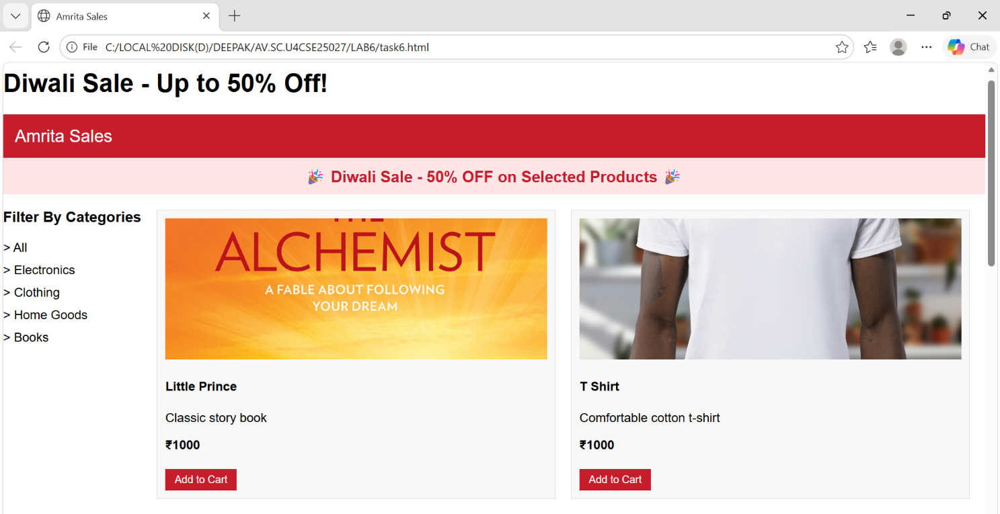 Amrita Sales
File C:/LOCAL%20DISK(D)/DEEPAK/AV.SC.U4CSE25027/LAB6/task6.html
Chat
Diwali Sale - Up to 50% Off!
Amrita Sales
🎉 Diwali Sale - 50% OFF on Selected Products 🎉
Filter By Categories
> All
> Electronics
> Clothing
> Home Goods
> Books
THE
ALCHEMIST
A FABLE ABOUT FOLLOWING
YOUR DREAM
Little Prince
Classic story book
₹1000
Add to Cart
T Shirt
Comfortable cotton t-shirt
₹1000
Add to Cart